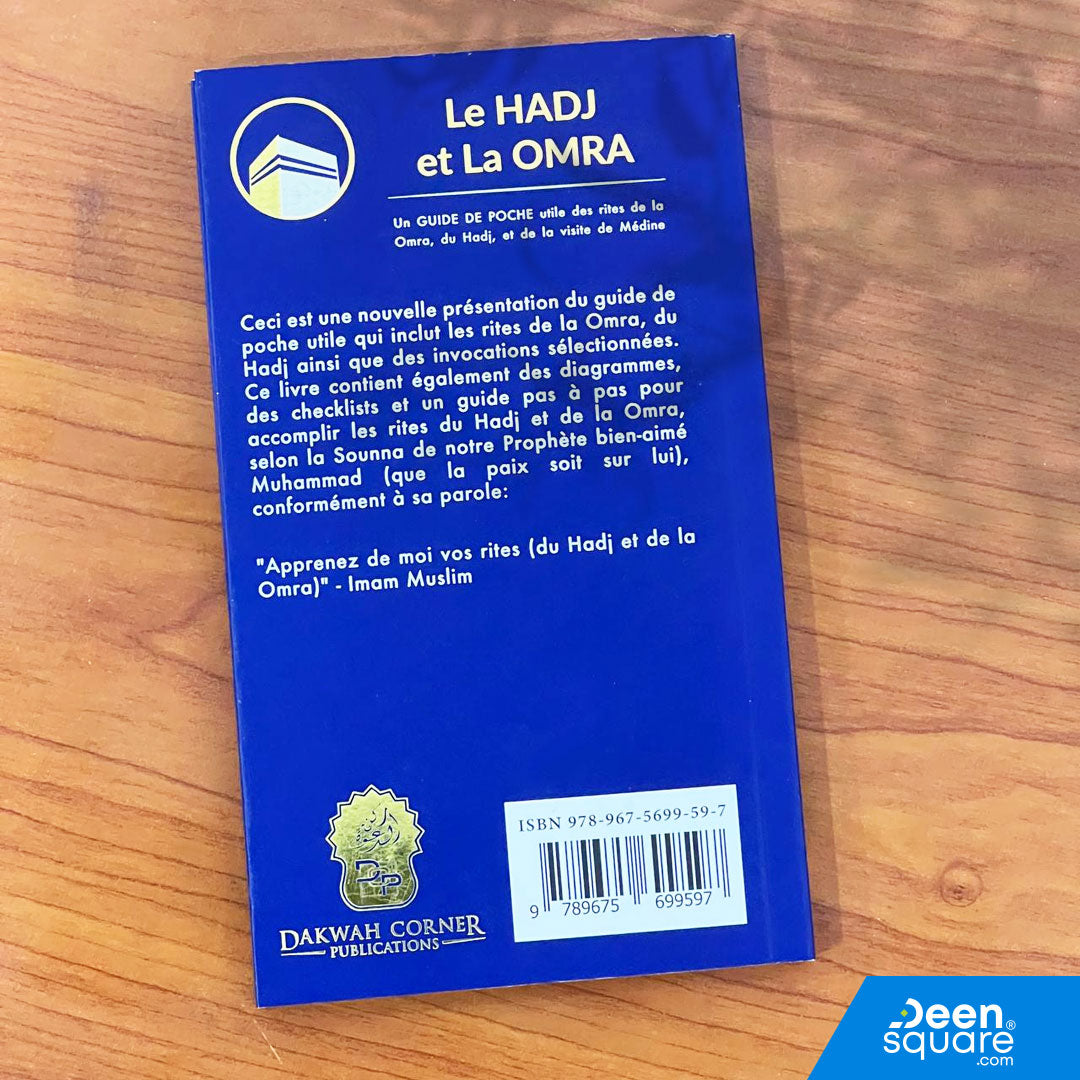 Le HADJ
et La OMRA
Un GUIDE DE POCHE utile des rites de la
Omra, du Hadj, et de la visite de Médine
Ceci est une nouvelle présentation du guide de
poche utile qui inclut les rites de la Omra, du
Hadj ainsi que des invocations sélectionnées.
Ce livre contient également des diagrammes,
des checklists et un guide pas à pas pour
accomplir les rites du Hadj et de la Omra,
selon la Sounna de notre Prophète bien-aimé
Muhammad (que la paix soit sur lui),
conformément à sa parole:
"Apprenez de moi vos rites (du Hadj et de la
Omra)" - Imam Muslim
DCP
DAKWAH CORNER
PUBLICATIONS
ISBN 978-967-5699-59-7
9 789675 699597
Deen®
square
.com